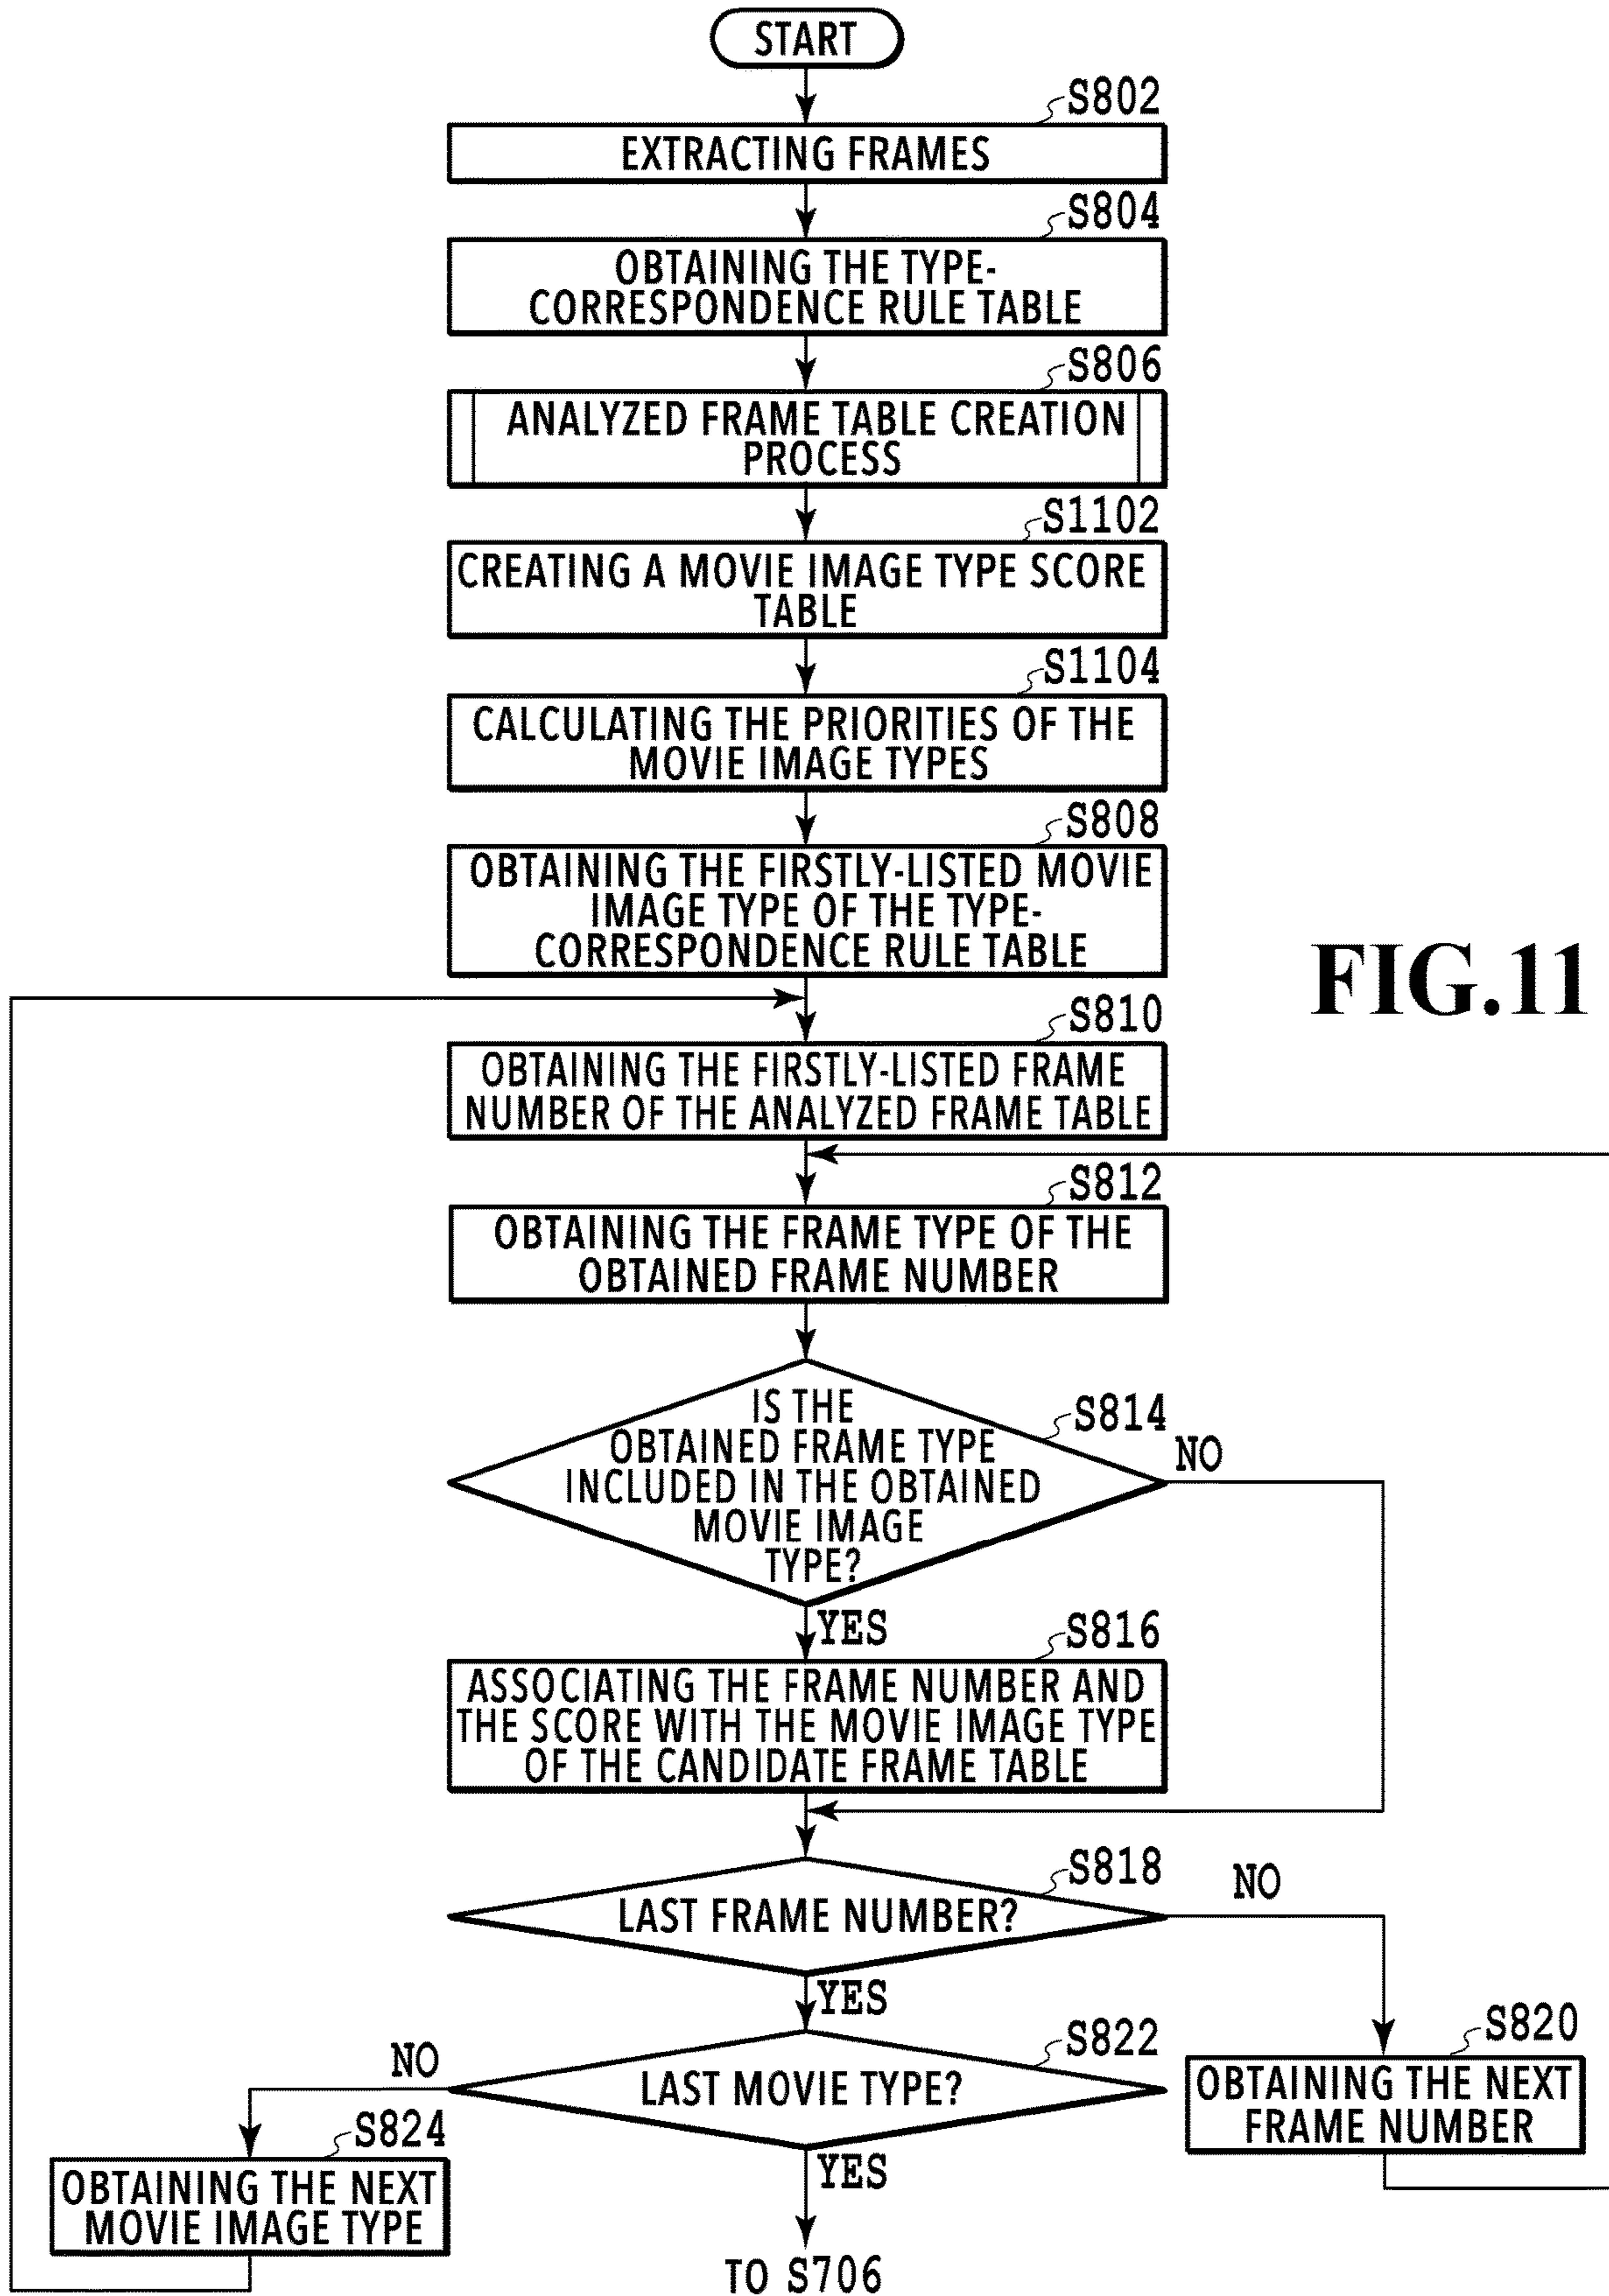 START
S802
EXTRACTING FRAMES
S804
OBTAINING THE TYPE-
CORRESPONDENCE RULE TABLE
S806
ANALYZED FRAME TABLE CREATION
PROCESS
S1102
CREATING A MOVIE IMAGE TYPE SCORE
TABLE
S1104
CALCULATING THE PRIORITIES OF THE
MOVIE IMAGE TYPES
S808
OBTAINING THE FIRSTLY-LISTED MOVIE
IMAGE TYPE OF THE TYPE-
CORRESPONDENCE RULE TABLE
FIG.11
S810
OBTAINING THE FIRSTLY-LISTED FRAME
NUMBER OF THE ANALYZED FRAME TABLE
S812
OBTAINING THE FRAME TYPE OF THE
OBTAINED FRAME NUMBER
S814
IS THE
OBTAINED FRAME TYPE
INCLUDED IN THE OBTAINED
MOVIE IMAGE
TYPE?
NO
YES
S816
ASSOCIATING THE FRAME NUMBER AND
THE SCORE WITH THE MOVIE IMAGE TYPE
OF THE CANDIDATE FRAME TABLE
S818
LAST FRAME NUMBER?
NO
YES
S820
OBTAINING THE NEXT
FRAME NUMBER
S822
LAST MOVIE TYPE?
NO
YES
S824
OBTAINING THE NEXT
MOVIE IMAGE TYPE
TO S706